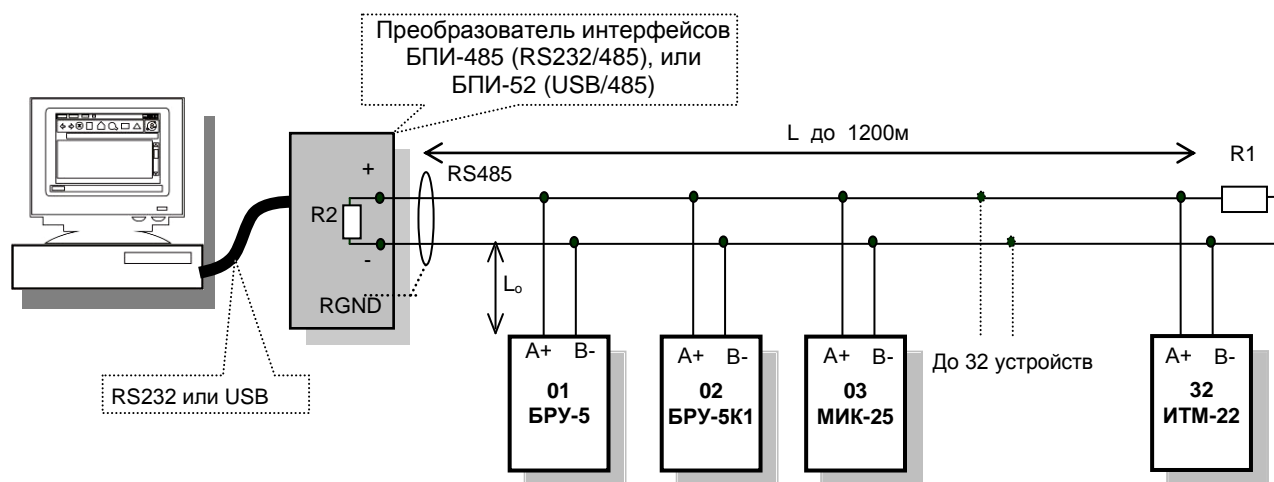 Преобразователь интерфейсов
БПИ-485 (RS232/485), или
БПИ-52 (USB/485)
L до 1200м
R1
+
RS485
R2
-
Lо
RGND
A+ B-
01
БРУ-5
A+ B-
02
БРУ-5К1
A+ B-
03
МИК-25
До 32 устройств
A+ B-
32
ИТМ-22
RS232 или USB